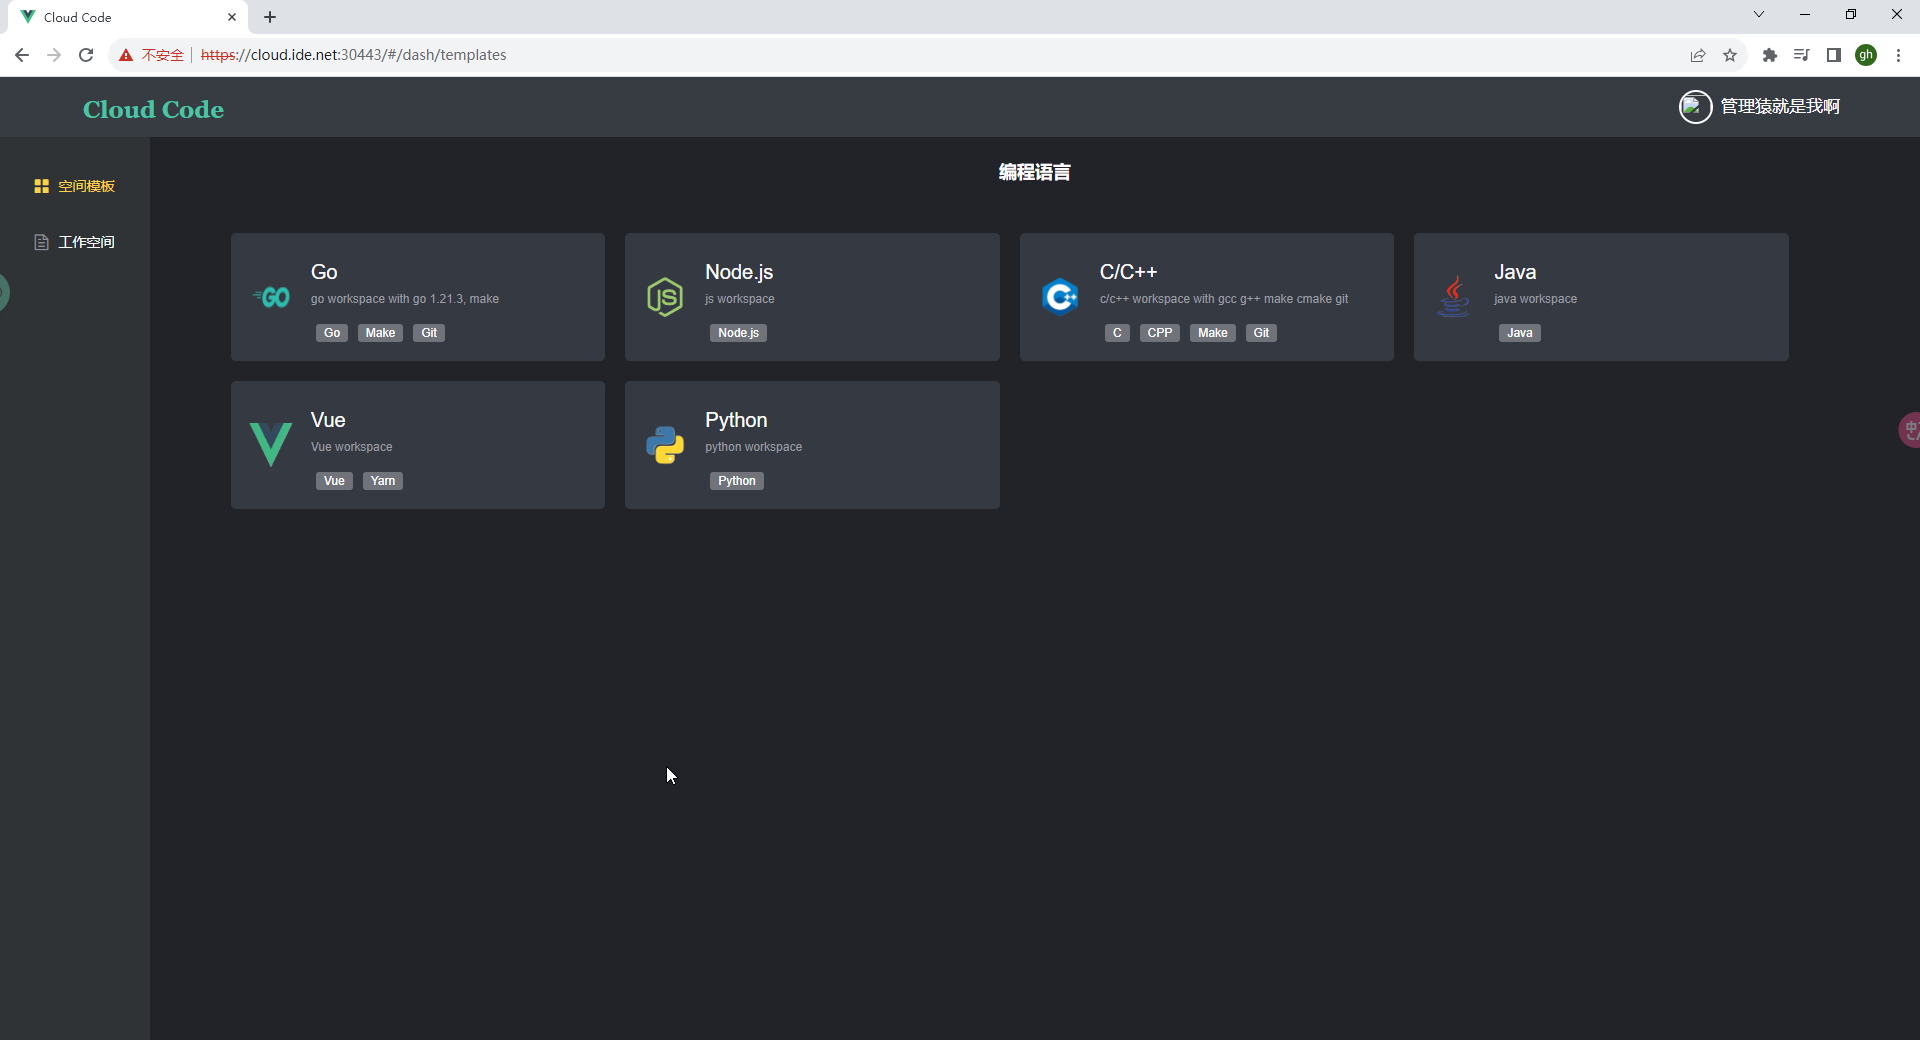 Cloud Code
不安全
https://cloud.ide.net:30443/#/dash/templates
gh
Cloud Code
管理猿就是我啊
空间模板
工作空间
编程语言
GO
Go
go workspace with go 1.21.3, make
Go Make Git
JS
Node.js
js workspace
Node.js
C++
C/C++
c/c++ workspace with gcc g++ make cmake git
C CPP Make Git
Java
java workspace
Java
Vue
Vue workspace
Vue Yarn
Python
python workspace
Python
中